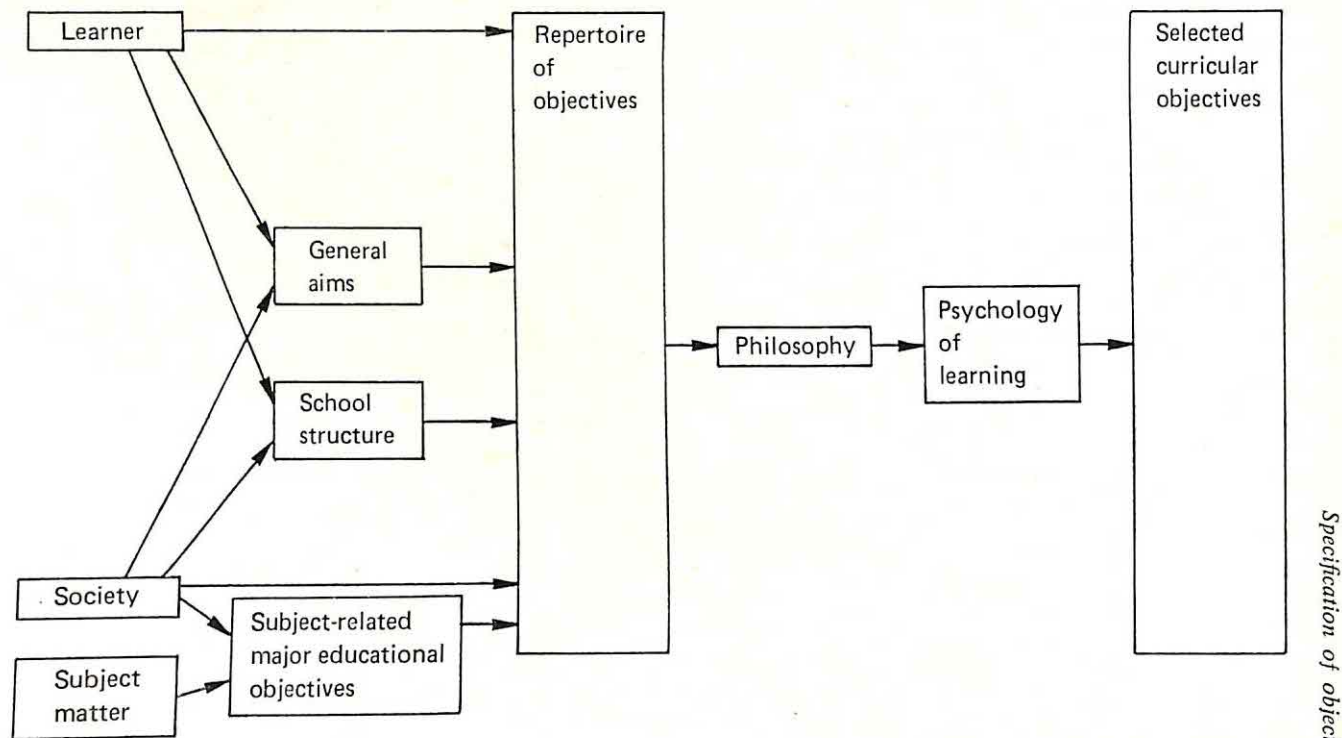 Learner
Repertoire
of
objectives
Selected
curricular
objectives
General
aims
Philosophy
Psychology
of
learning
School
structure
Society
Subject-related
major educational
objectives
Subject
matter
Specification of